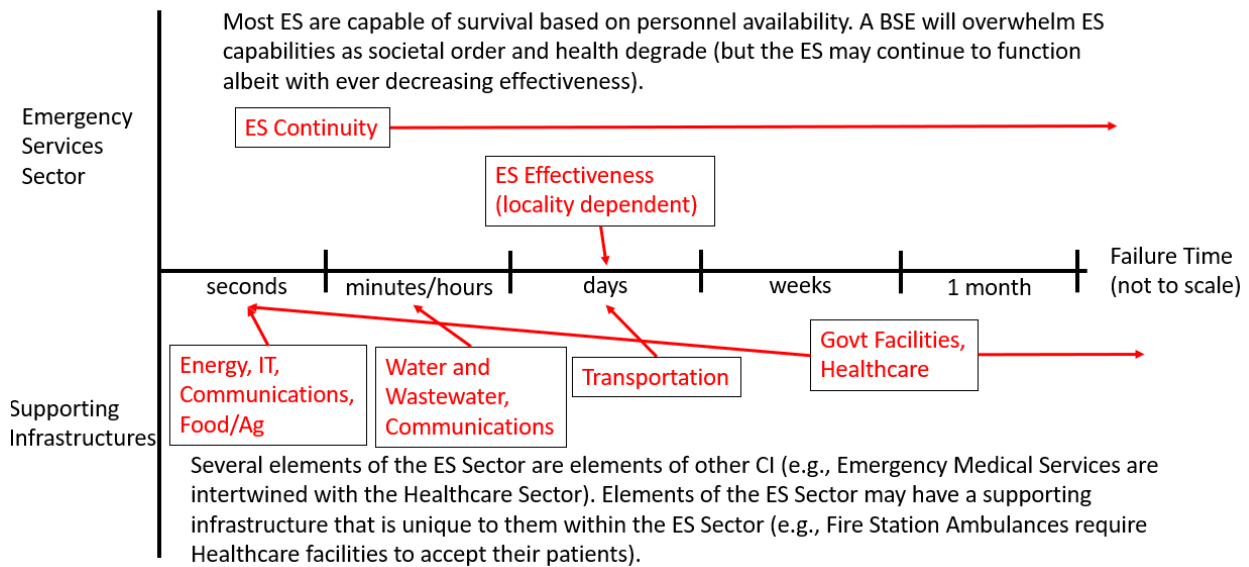 Most ES are capable of survival based on personnel availability. A BSE will overwhelm ES
capabilities as societal order and health degrade (but the ES may continue to function
albeit with ever decreasing effectiveness).
Emergency
Services
Sector
ES Continuity
ES Effectiveness
(locality dependent)
seconds
minutes/hours
days
weeks
1 month
Failure Time
(not to scale)
Energy, IT,
Communications,
Food/Ag
Water and
Wastewater,
Communications
Transportation
Govt Facilities,
Healthcare
Supporting
Infrastructures
Several elements of the ES Sector are elements of other CI (e.g., Emergency Medical Services are
intertwined with the Healthcare Sector). Elements of the ES Sector may have a supporting
infrastructure that is unique to them within the ES Sector (e.g., Fire Station Ambulances require
Healthcare facilities to accept their patients).